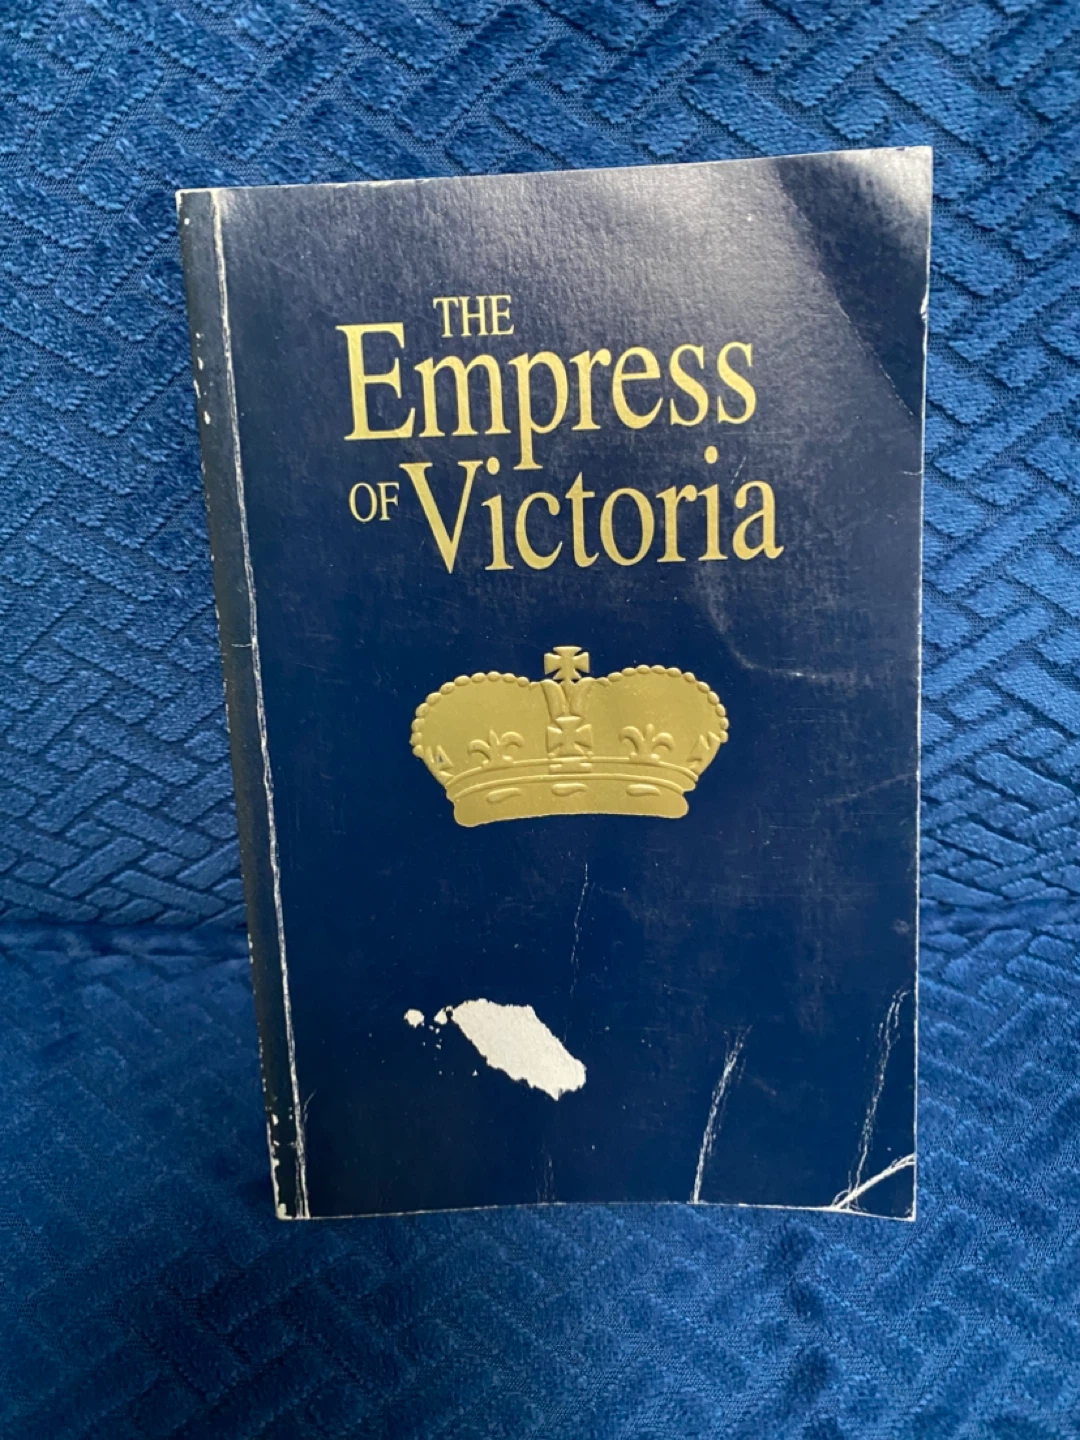 THE
Empress
OF Victoria